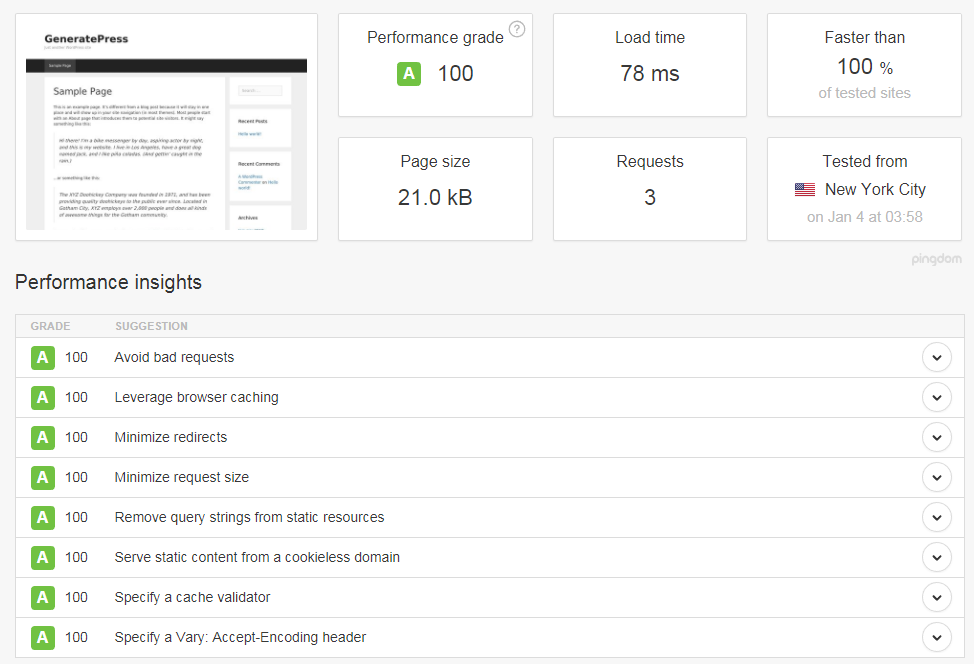 GeneratePress
Just another WordPress site
Sample Page
Sample Page
This is an example page. It's different from a blog post because it will stay in one
place and will show up in your site navigation (in most themes). Most people start
with an About page that introduces them to potential site visitors. It might say
something like this:
Hi there! I'm a bike messenger by day, aspiring actor by night,
and this is my website. I live in Los Angeles, have a great dog
named Jack, and I like piña coladas. (And gettin' caught in the
rain.)
...or something like this:
The XYZ Doohickey Company was founded in 1971, and has been
providing quality doohickeys to the public ever since. Located in
Gotham City, XYZ employs over 2,000 people and does all kinds
of awesome things for the Gotham community.
Search ...
Recent Posts
Hello world!
Recent Comments
A WordPress
Commenter on Hello
world!
Archives
Performance grade ?
A 100
Load time
78 ms
Faster than
100 %
of tested sites
Page size
21.0 kB
Requests
3
Tested from
New York City
on Jan 4 at 03:58
pingdom
Performance insights
GRADE SUGGESTION
A 100 Avoid bad requests
A 100 Leverage browser caching
A 100 Minimize redirects
A 100 Minimize request size
A 100 Remove query strings from static resources
A 100 Serve static content from a cookieless domain
A 100 Specify a cache validator
A 100 Specify a Vary: Accept-Encoding header